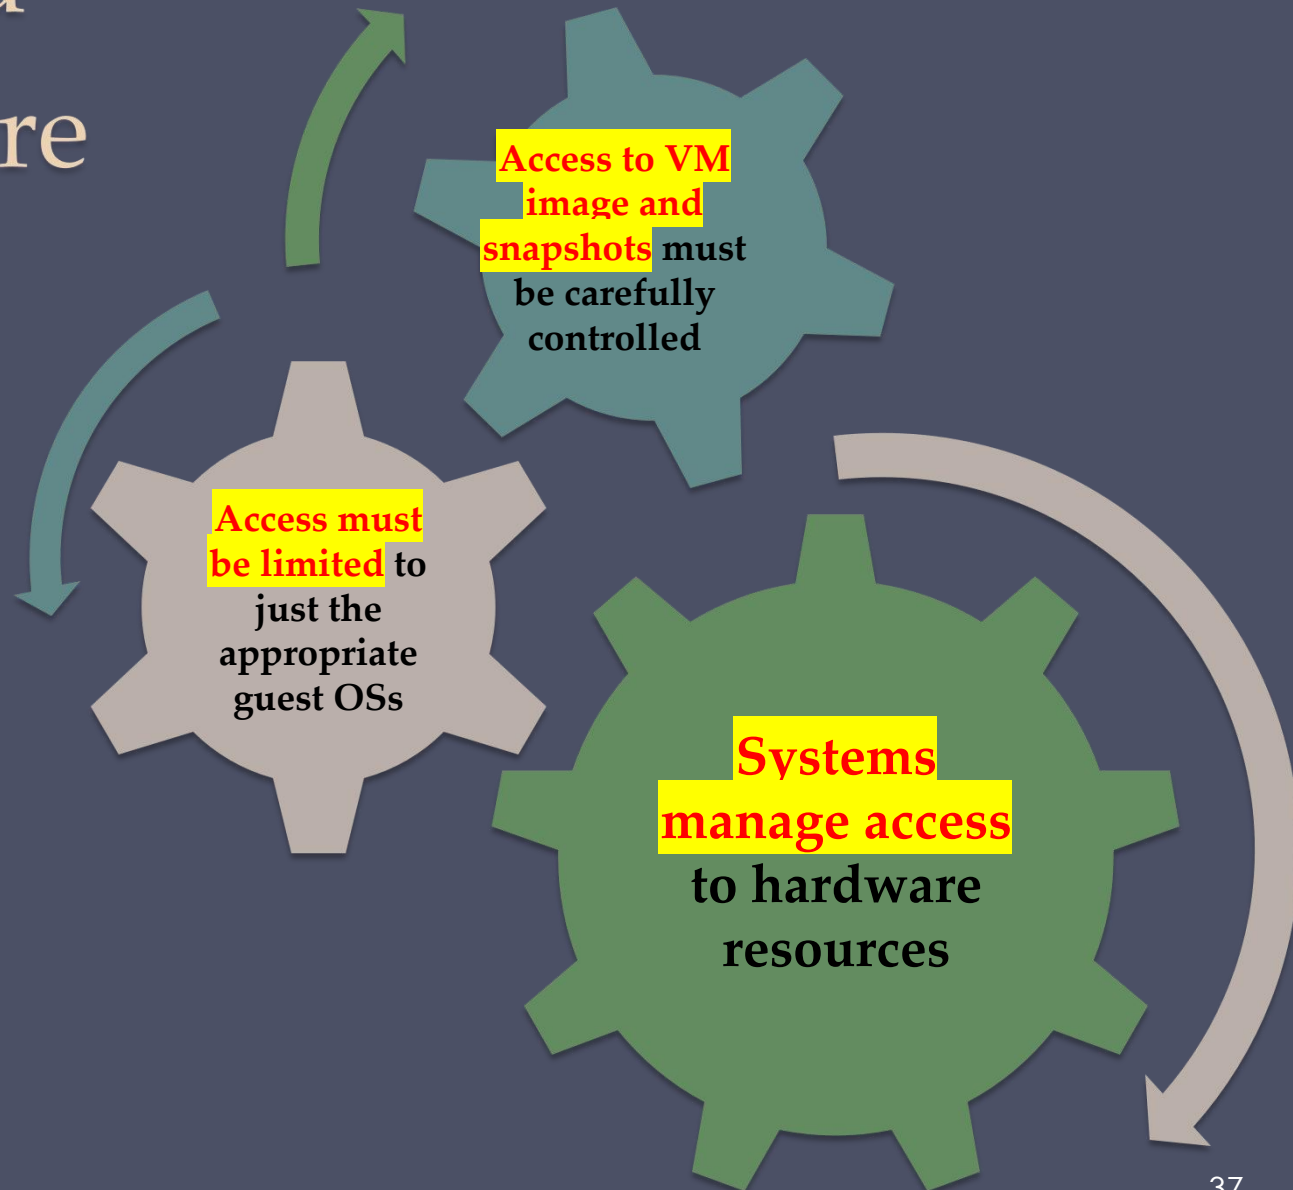 re
Access to VM
image and
snapshots must
be carefully
controlled
Access must
be limited to
just the
appropriate
guest OSs
Systems
manage access
to hardware
resources
37